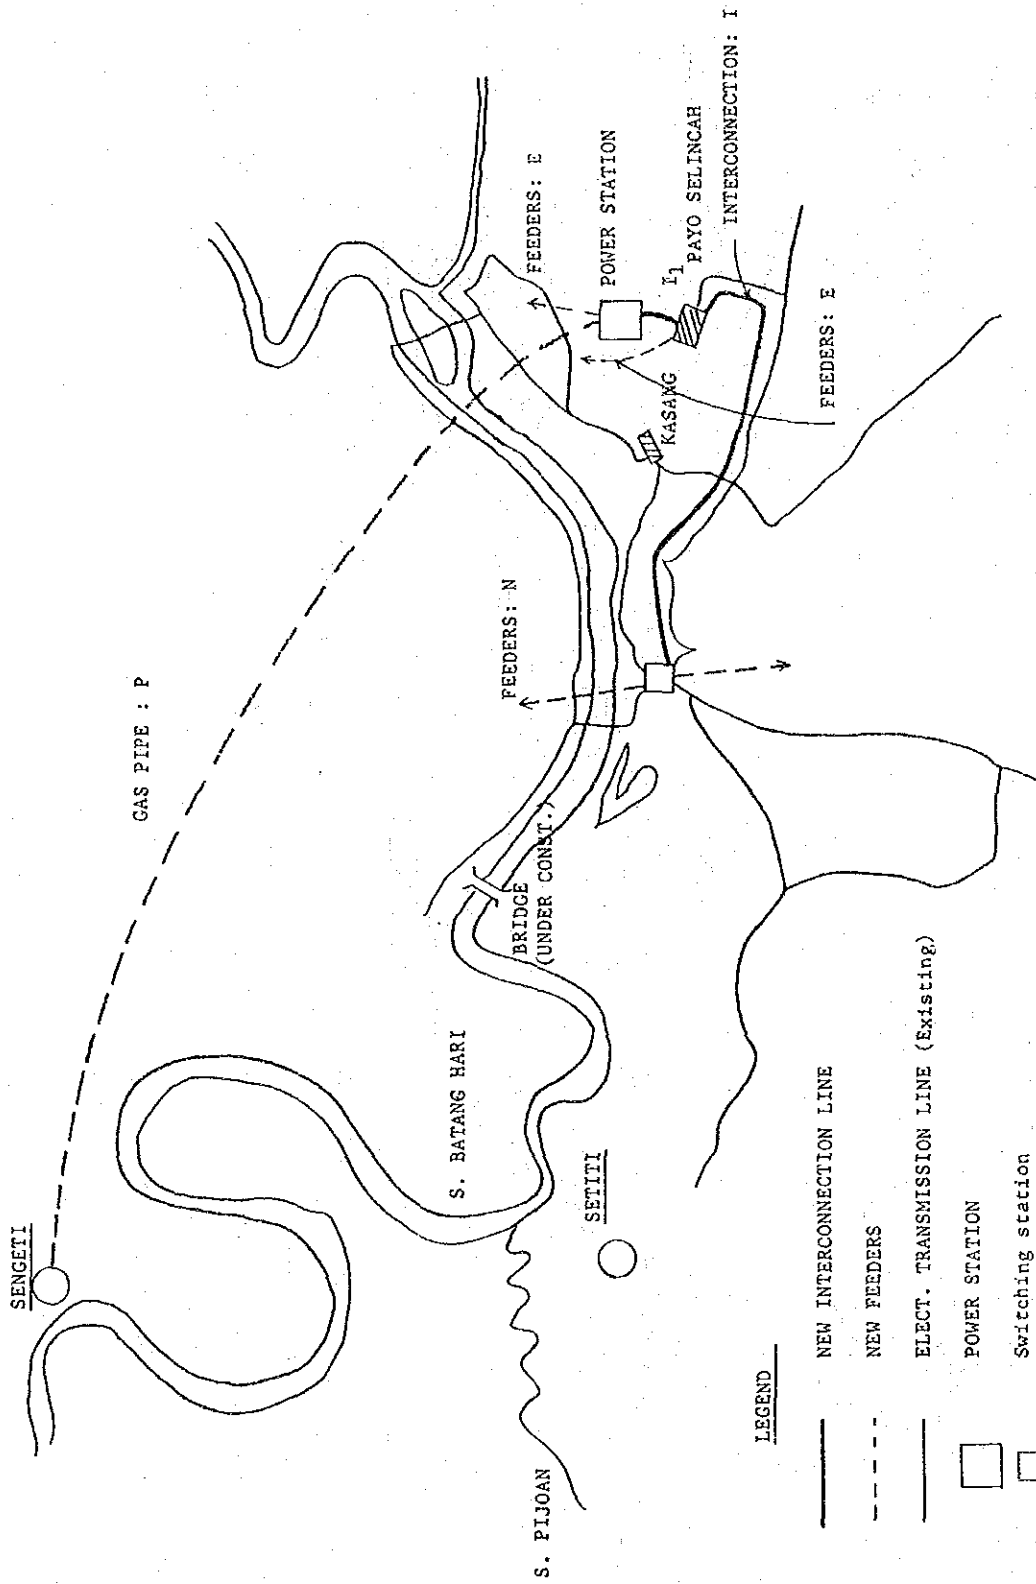 SENGETI
GAS PIPE : P
S. BATANG HARI
S. PIJOAN
SETITI
BRIDGE
(UNDER CONST.)
FEEDERS: N
FEEDERS: E
POWER STATION
I1
PAYO SELINCAH
INTERCONNECTION: I
KASANG
FEEDERS: E
LEGEND
NEW INTERCONNECTION LINE
NEW FEEDERS
ELECT. TRANSMISSION LINE (Existing)
POWER STATION
Switching station